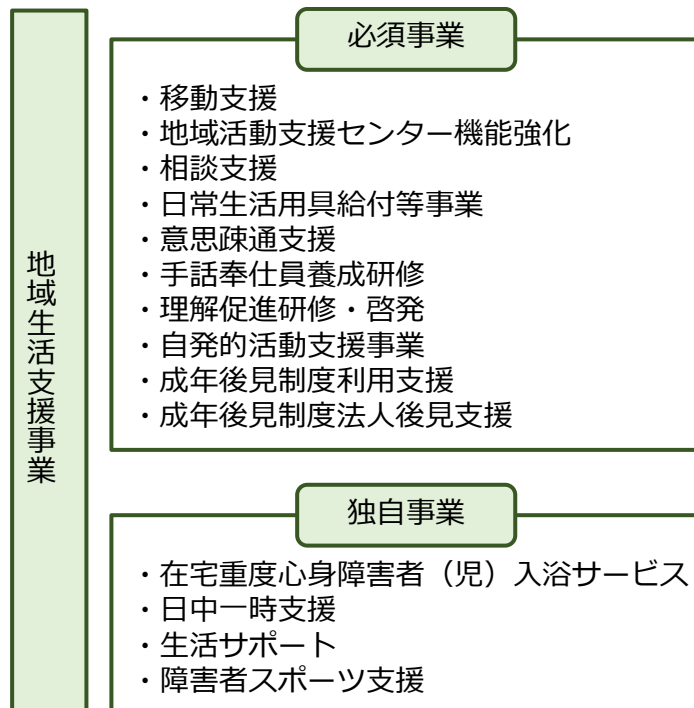 地域生活支援事業
必須事業
・移動支援
・地域活動支援センター機能強化
・相談支援
・日常生活用具給付等事業
・意思疎通支援
・手話奉仕員養成研修
・理解促進研修・啓発
・自発的活動支援事業
・成年後見制度利用支援
・成年後見制度法人後見支援
独自事業
・在宅重度心身障害者（児）入浴サービス
・日中一時支援
・生活サポート
・障害者スポーツ支援